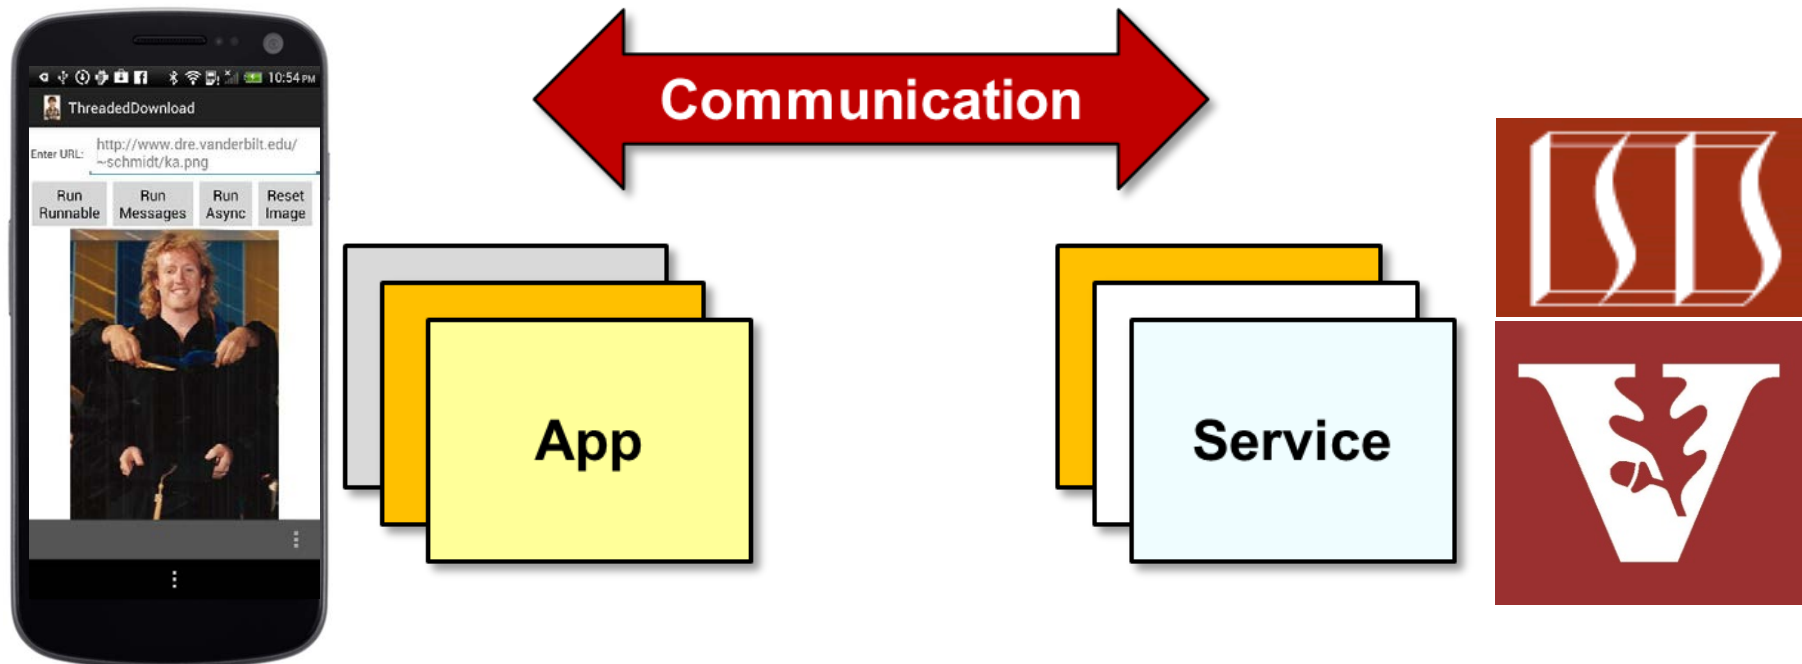 10:54 PM
ThreadedDownload
Enter URL:
http://www.dre.vanderbilt.edu/
~schmidt/ka.png
Run
Runnable
Run
Messages
Run
Async
Reset
Image
Communication
App
Service
ISIS
V